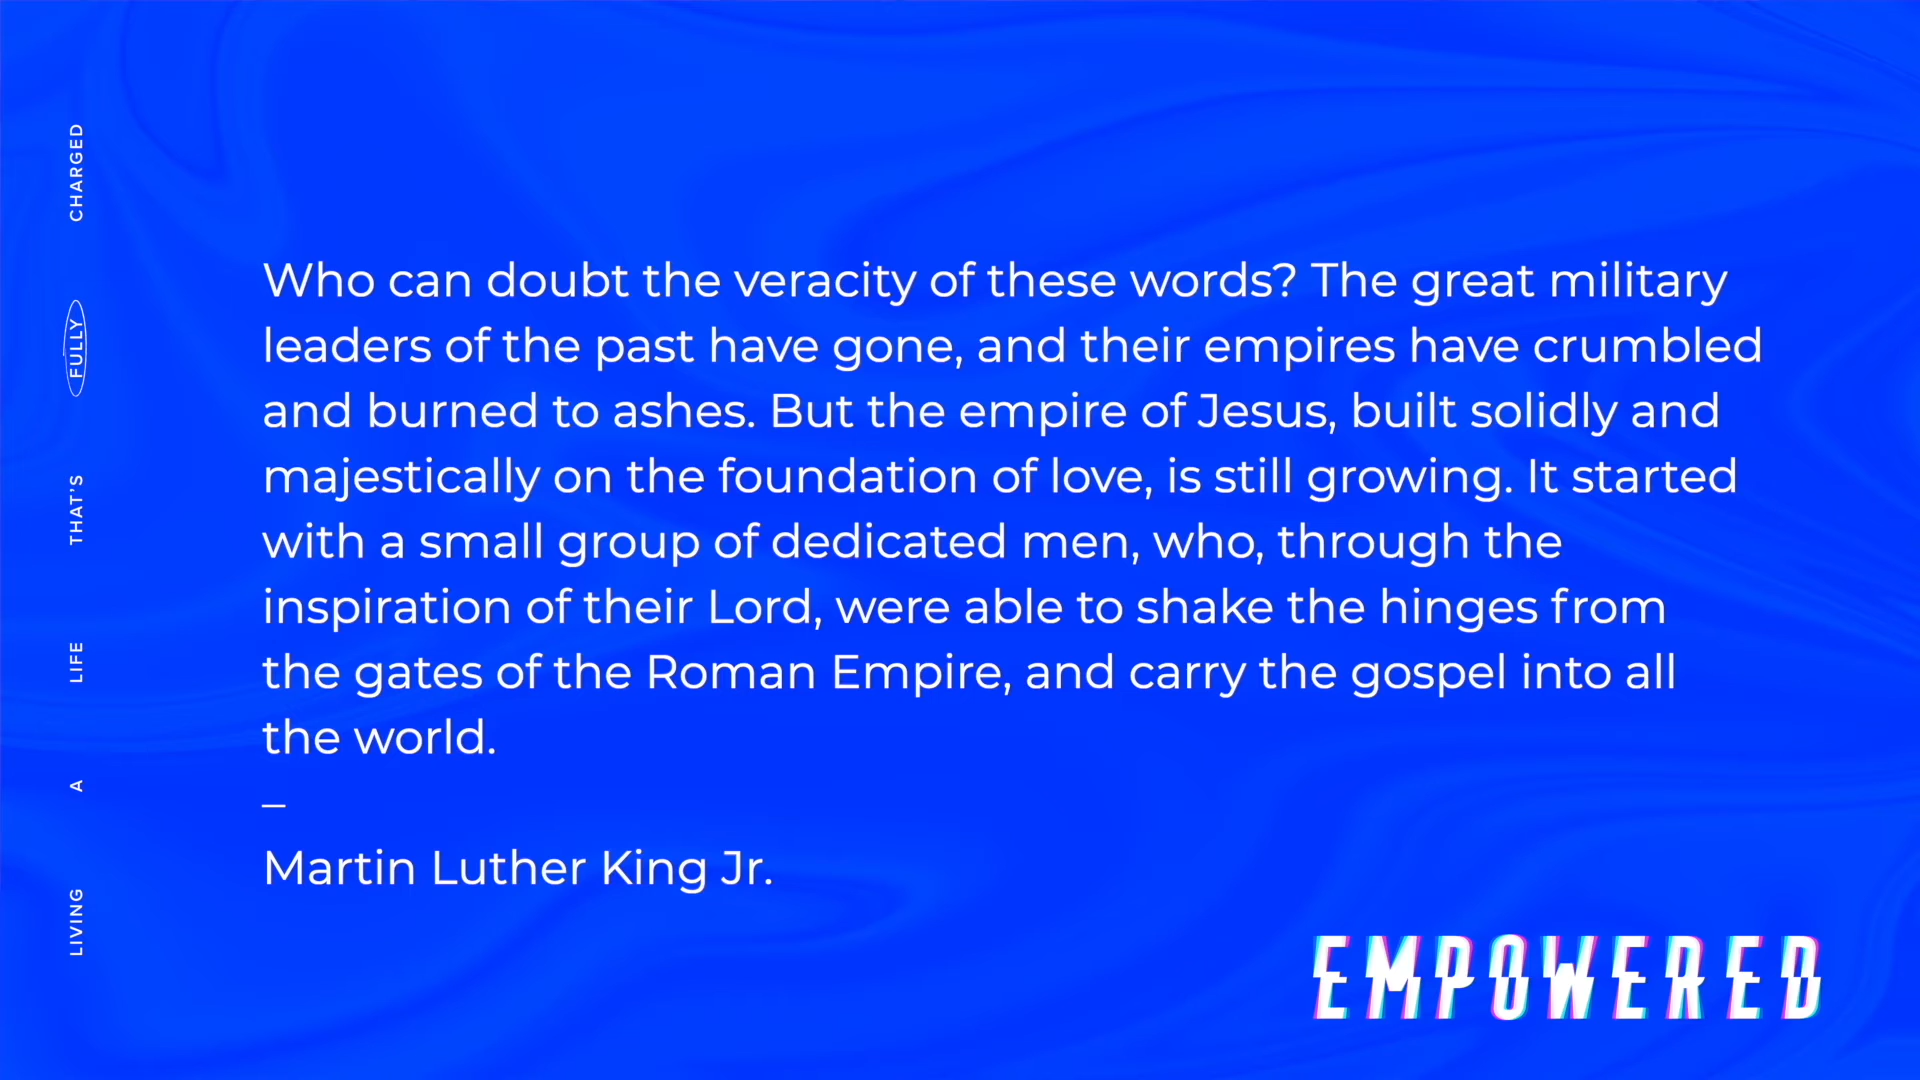 Who can doubt the veracity of these words? The great military
leaders of the past have gone, and their empires have crumbled
and burned to ashes. But the empire of Jesus, built solidly and
majestically on the foundation of love, is still growing. It started
with a small group of dedicated men, who, through the
inspiration of their Lord, were able to shake the hinges from
the gates of the Roman Empire, and carry the gospel into all
the world.
–
Martin Luther King Jr.
LIVING A LIFE THAT'S FULLY CHARGED
EMPOWERED